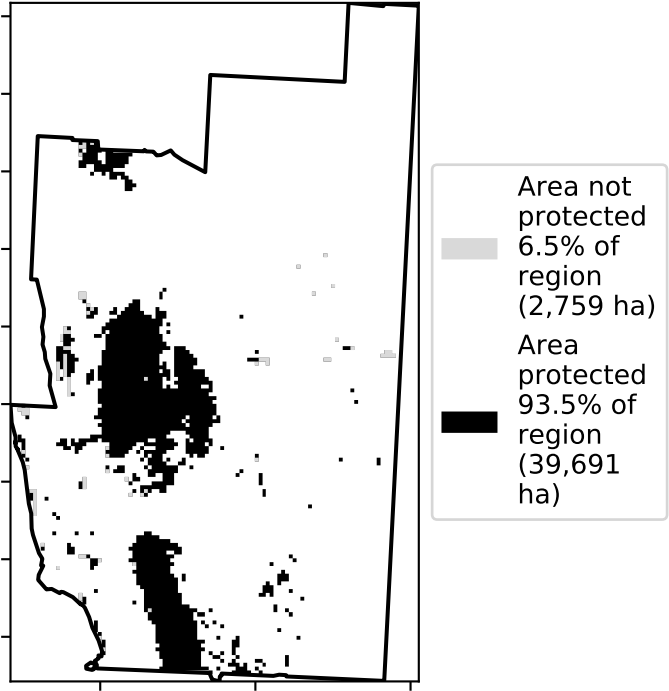 Area not
protected
6.5% of
region
(2,759 ha)
Area
protected
93.5% of
region
(39,691
ha)